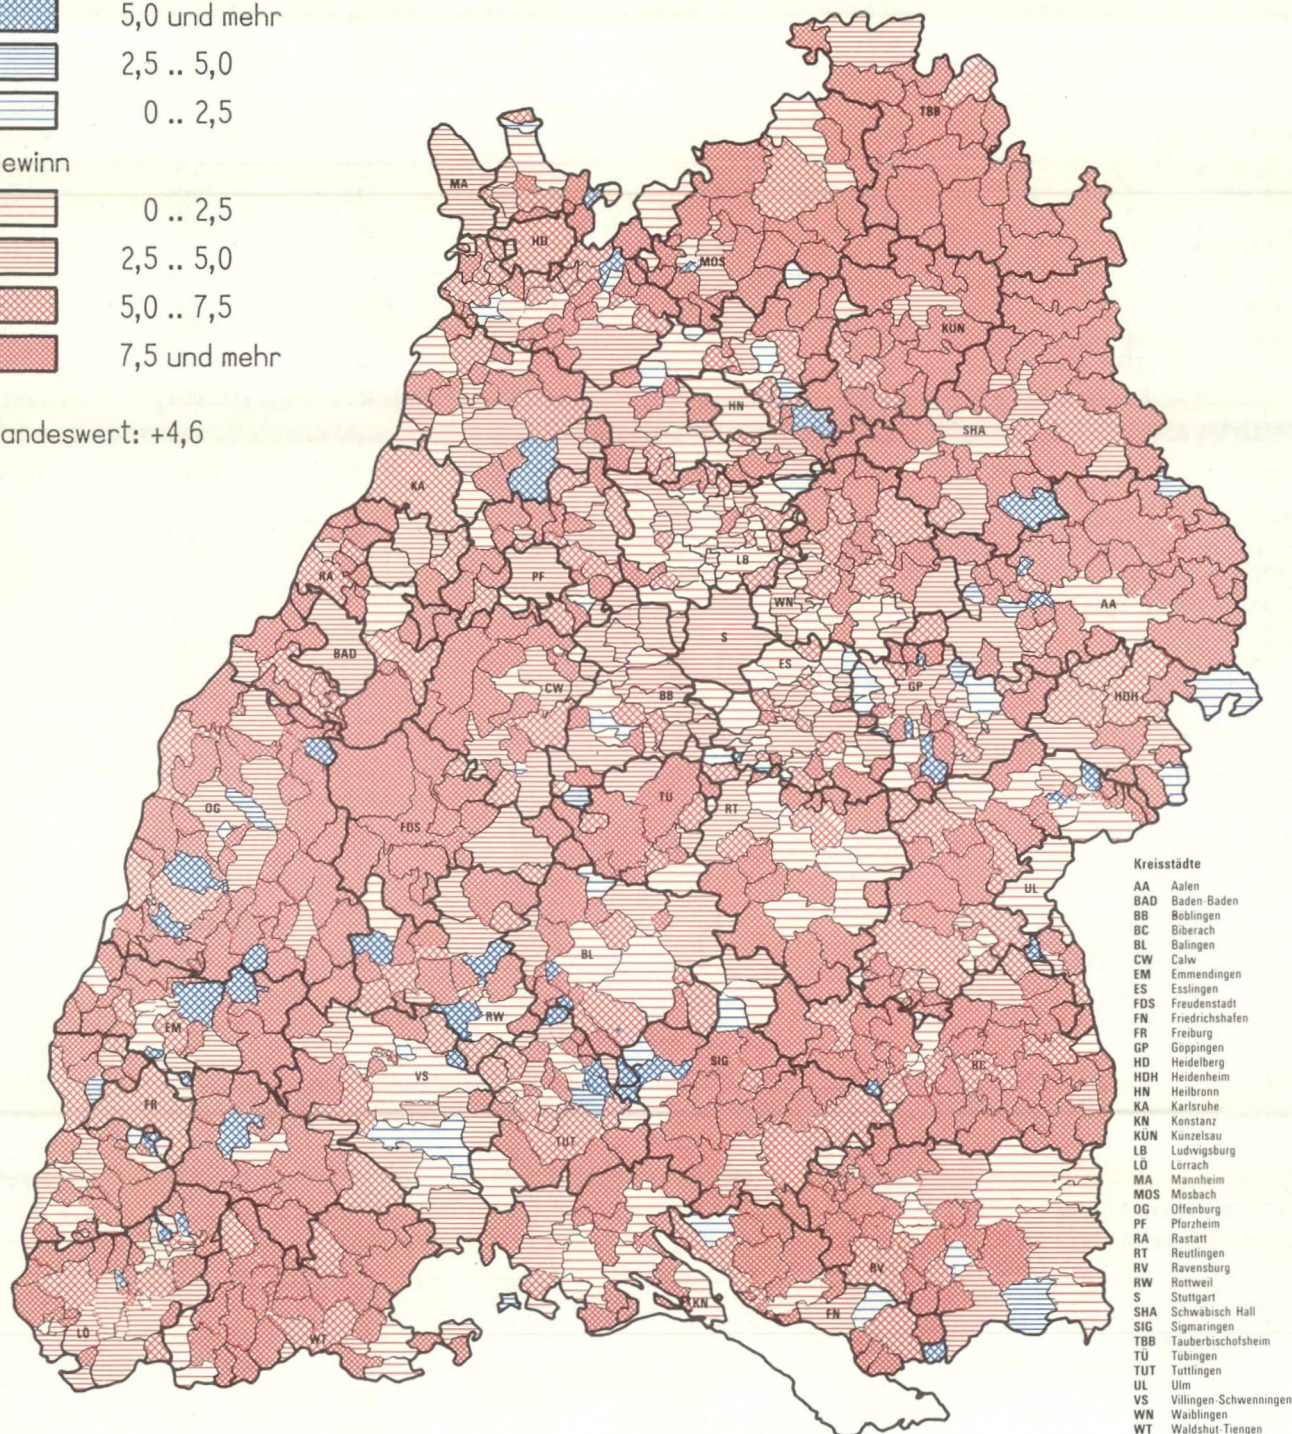 5,0 und mehr
2,5 .. 5,0
0 .. 2,5
ewinn
0 .. 2,5
2,5 .. 5,0
5,0 .. 7,5
7,5 und mehr
andeswert: +4,6
TBB
MA
HD
MOS
KÜN
HN
SHA
KA
LB
RA
PF
WN
AA
S
BAD
ES
CW
BB
GP
HDH
OG
TÜ
RT
FDS
UL
BL
EM
RW
SIG
BC
VS
FR
TUT
RV
KN
FN
LÖ
WT
Kreisstädte
AA Aalen
BAD Baden-Baden
BB Böblingen
BC Biberach
BL Balingen
CW Calw
EM Emmendingen
ES Esslingen
FDS Freudenstadt
FN Friedrichshafen
FR Freiburg
GP Göppingen
HD Heidelberg
HDH Heidenheim
HN Heilbronn
KA Karlsruhe
KN Konstanz
KÜN Künzelsau
LB Ludwigsburg
LÖ Lörrach
MA Mannheim
MOS Mosbach
OG Offenburg
PF Pforzheim
RA Rastatt
RT Reutlingen
RV Ravensburg
RW Rottweil
S Stuttgart
SHA Schwäbisch Hall
SIG Sigmaringen
TBB Tauberbischofsheim
TÜ Tübingen
TUT Tuttlingen
UL Ulm
VS Villingen-Schwenningen
WN Waiblingen
WT Waldshut-Tiengen